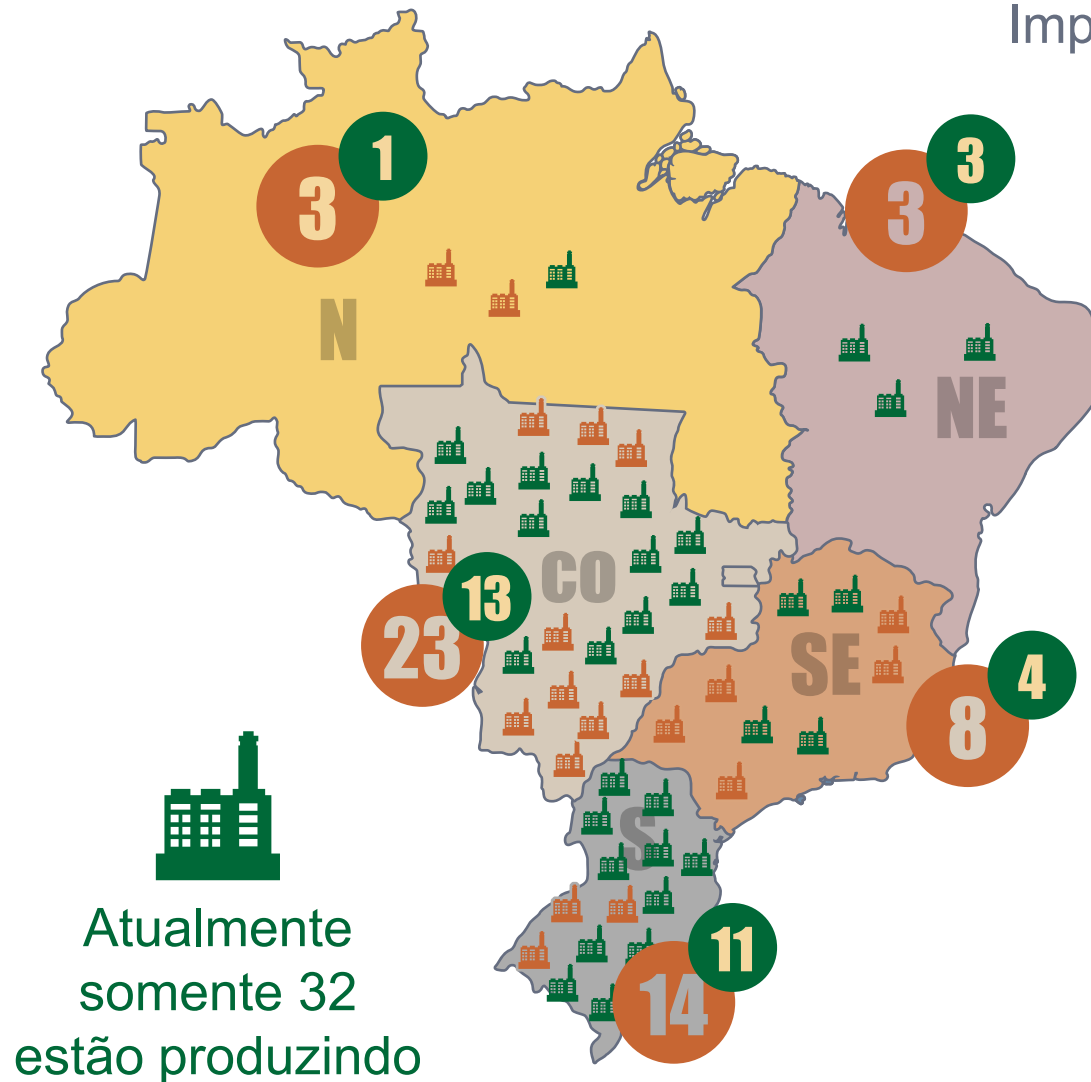 Imp
1
3
3
3
N
NE
CO
13
23
SE
4
8
S
11
14
Atualmente
somente 32
estão produzindo